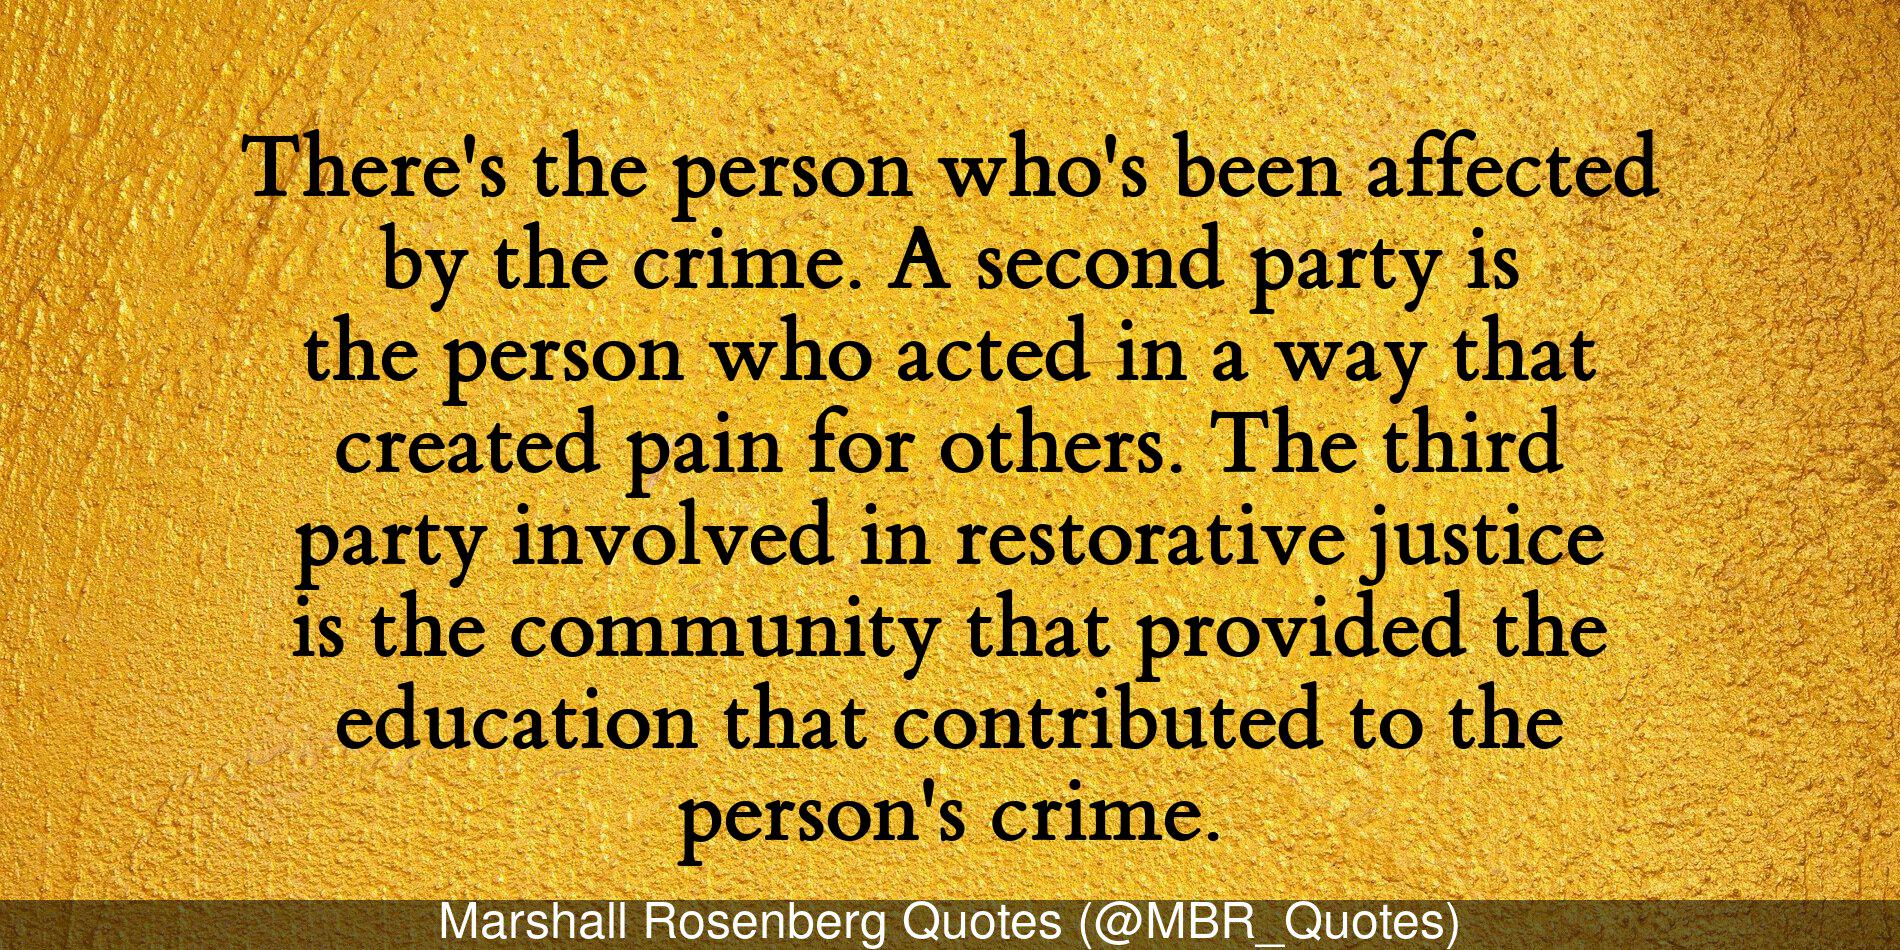 There's the person who's been affected
by the crime. A second party is
the person who acted in a way that
created pain for others. The third
party involved in restorative justice
is the community that provided the
education that contributed to the
person's crime.
Marshall Rosenberg Quotes (@MBR_Quotes)